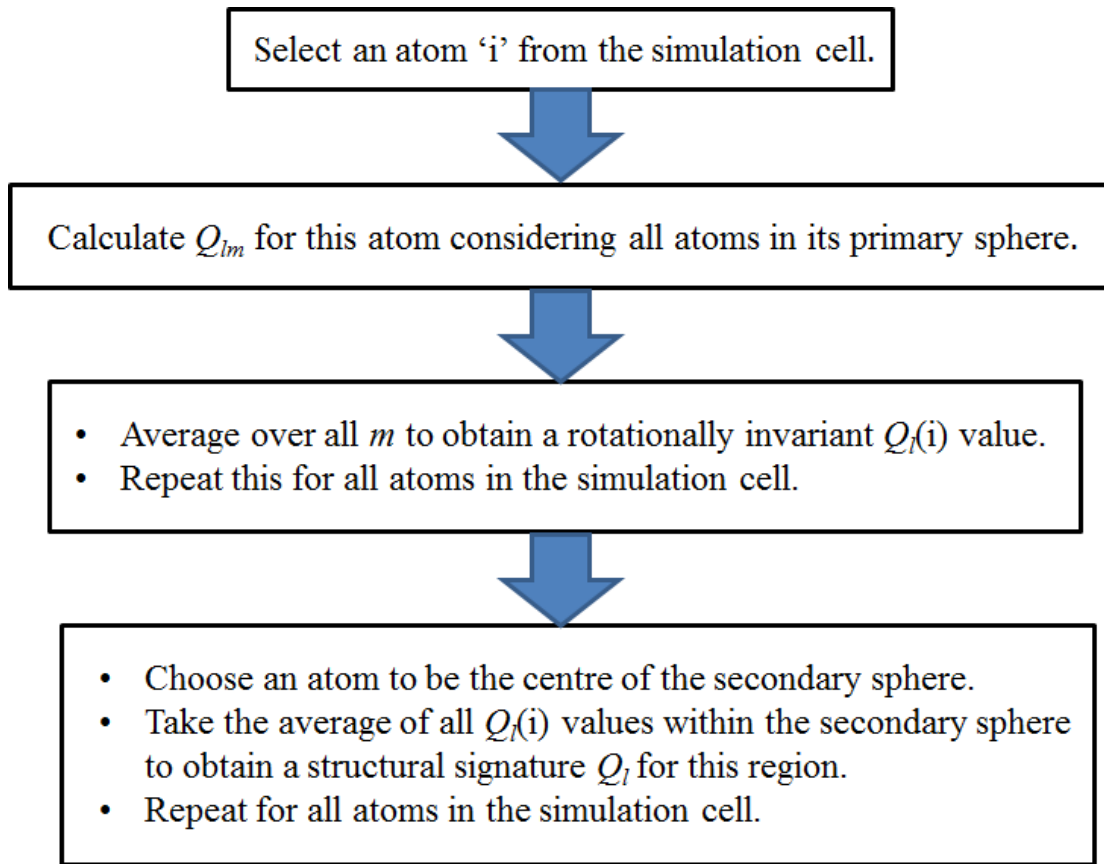 Select an atom ‘i’ from the simulation cell.
Calculate Qlm for this atom considering all atoms in its primary sphere.
• Average over all m to obtain a rotationally invariant Ql(i) value.
• Repeat this for all atoms in the simulation cell.
• Choose an atom to be the centre of the secondary sphere.
• Take the average of all Ql(i) values within the secondary sphere
to obtain a structural signature Ql for this region.
• Repeat for all atoms in the simulation cell.